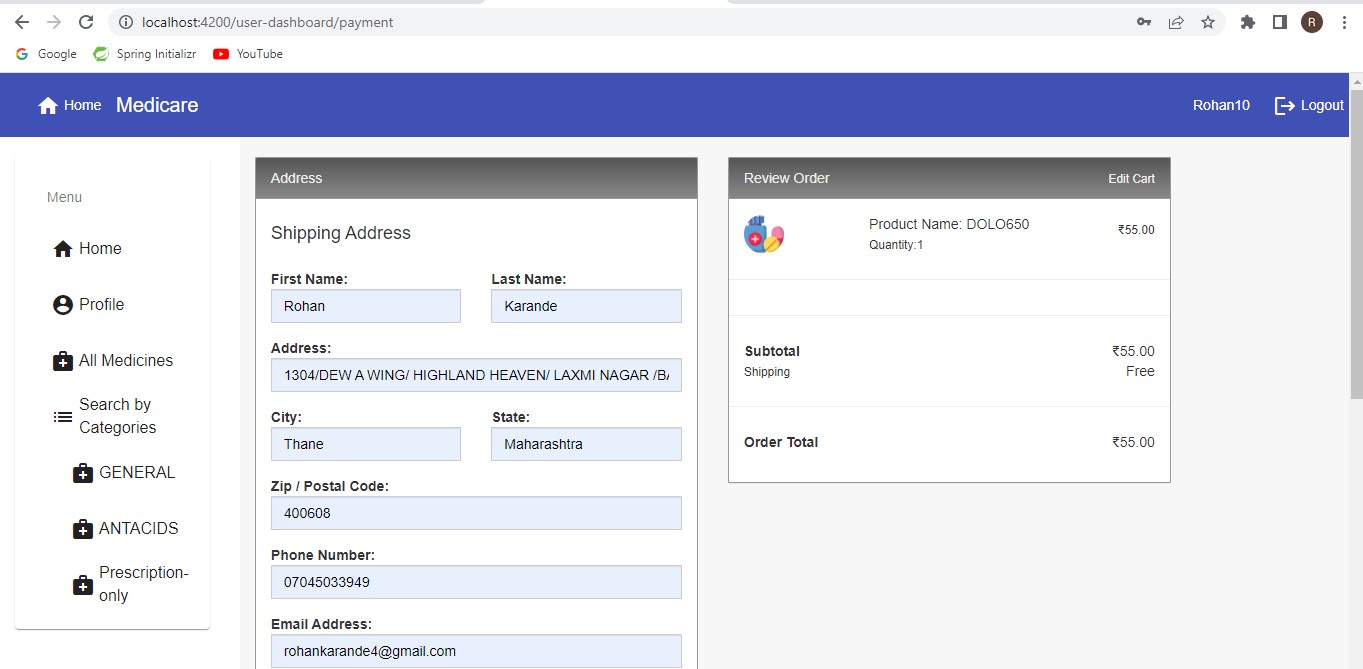 localhost:4200/user-dashboard/payment
R
Google Spring Initializr YouTube
Home Medicare Rohan10 Logout
Menu
Home
Profile
All Medicines
Search by
Categories
GENERAL
ANTACIDS
Prescription-
only
Address
Shipping Address
First Name: Last Name:
Rohan Karande
Address:
1304/DEW A WING/ HIGHLAND HEAVEN/ LAXMI NAGAR /BA
City: State:
Thane Maharashtra
Zip / Postal Code:
400608
Phone Number:
07045033949
Email Address:
rohankarande4@gmail.com
Review Order Edit Cart
Product Name: DOLO650 ₹55.00
Quantity:1
Subtotal ₹55.00
Shipping Free
Order Total ₹55.00